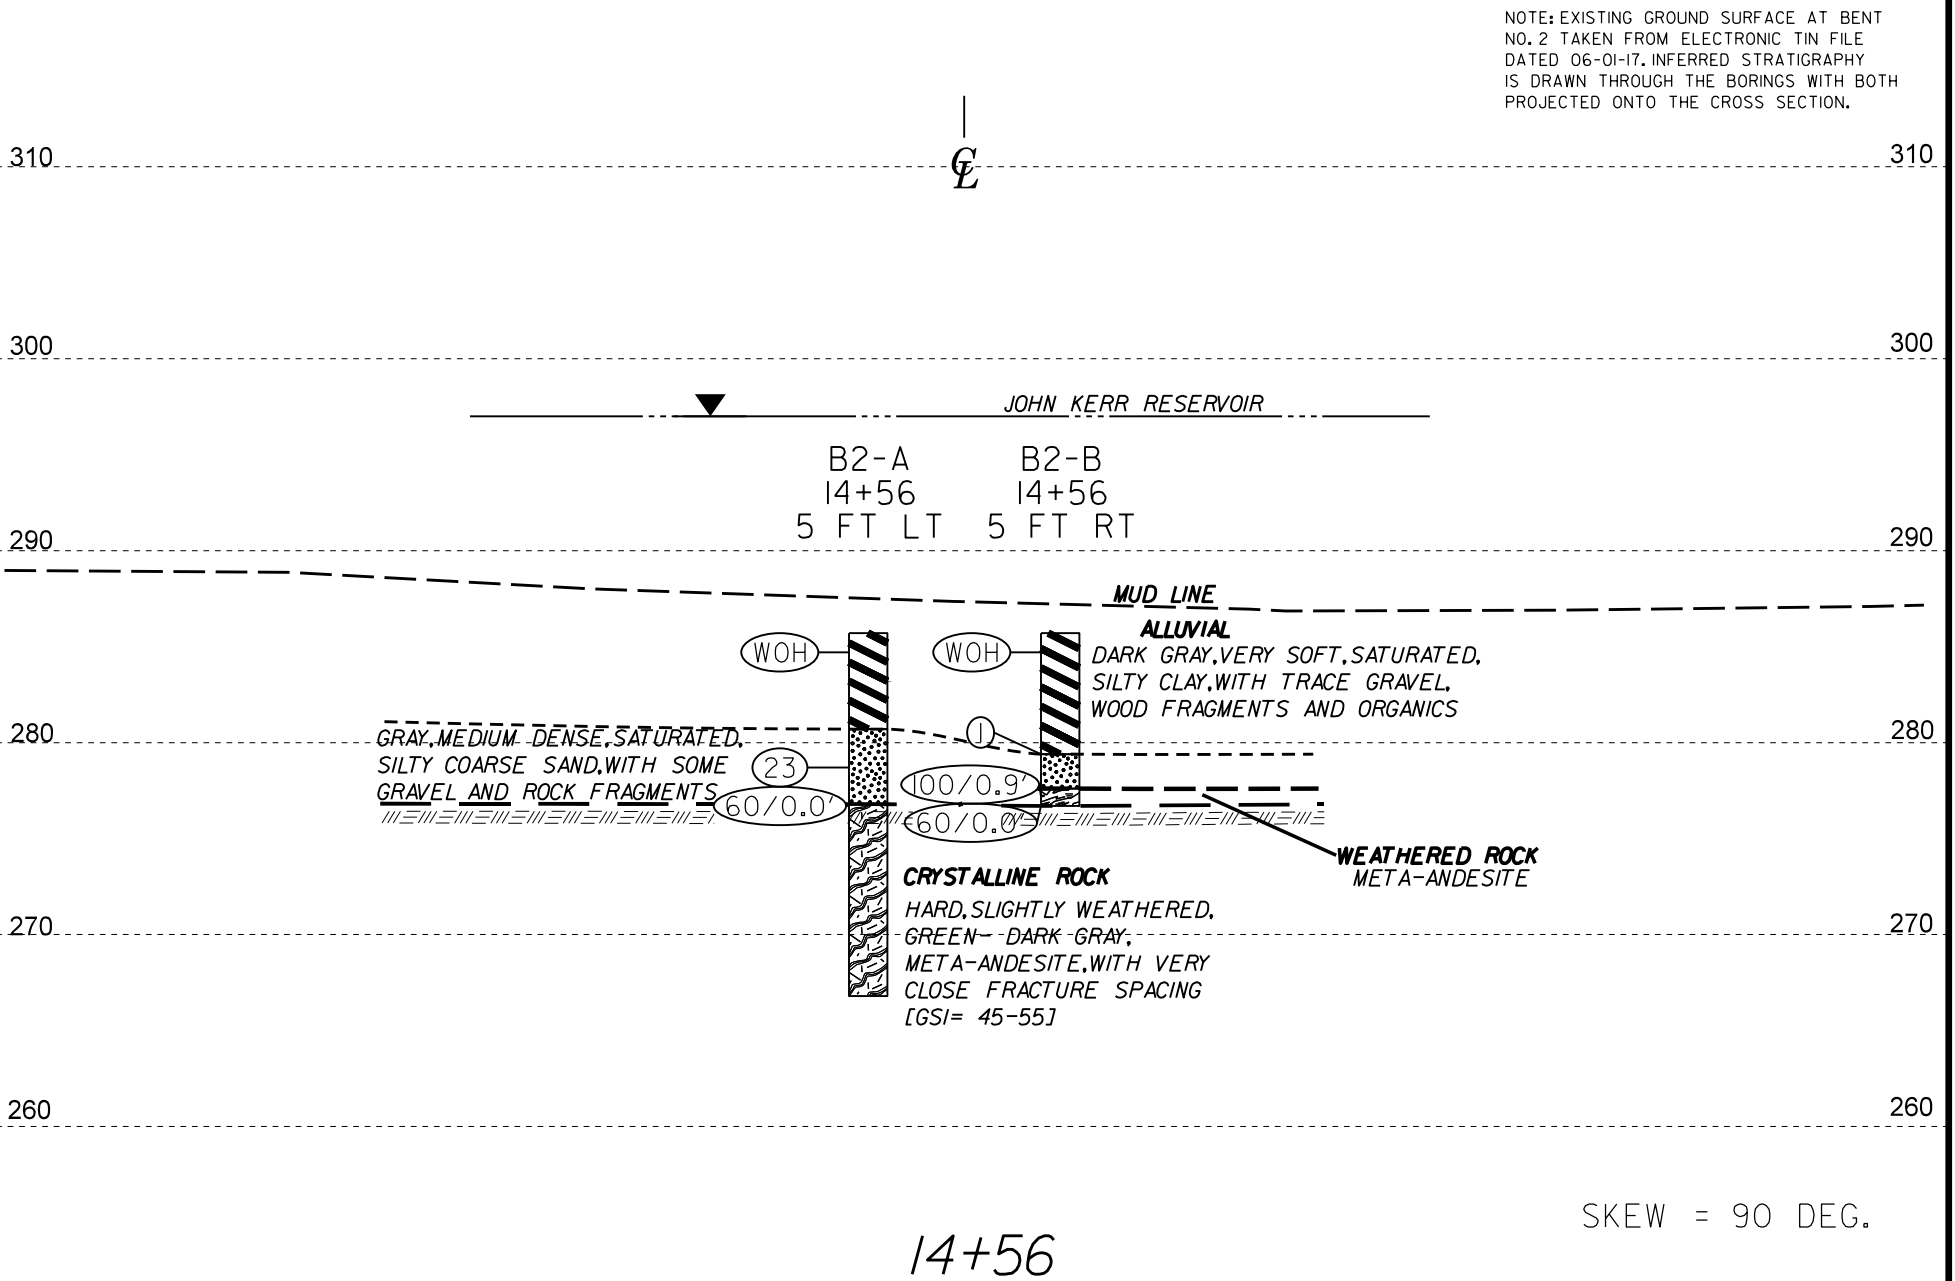 NOTE: EXISTING GROUND SURFACE AT BENT
NO. 2 TAKEN FROM ELECTRONIC TIN FILE
DATED 06-01-17. INFERRED STRATIGRAPHY
IS DRAWN THROUGH THE BORINGS WITH BOTH
PROJECTED ONTO THE CROSS SECTION.
℄
310 310
300 300
JOHN KERR RESERVOIR
B2-A B2-B
14+56 14+56
5 FT LT 5 FT RT
290 290
MUD LINE
ALLUVIAL
WOH WOH
DARK GRAY, VERY SOFT, SATURATED,
SILTY CLAY, WITH TRACE GRAVEL,
WOOD FRAGMENTS AND ORGANICS
280 280
1
GRAY, MEDIUM DENSE, SATURATED,
SILTY COARSE SAND, WITH SOME
GRAVEL AND ROCK FRAGMENTS
23
100/0.9'
60/0.0'
60/0.0'
WEATHERED ROCK
META-ANDESITE
CRYSTALLINE ROCK
HARD, SLIGHTLY WEATHERED,
GREEN- DARK GRAY,
META-ANDESITE, WITH VERY
CLOSE FRACTURE SPACING
[GSI= 45-55]
270 270
260 260
SKEW = 90 DEG.
14+56